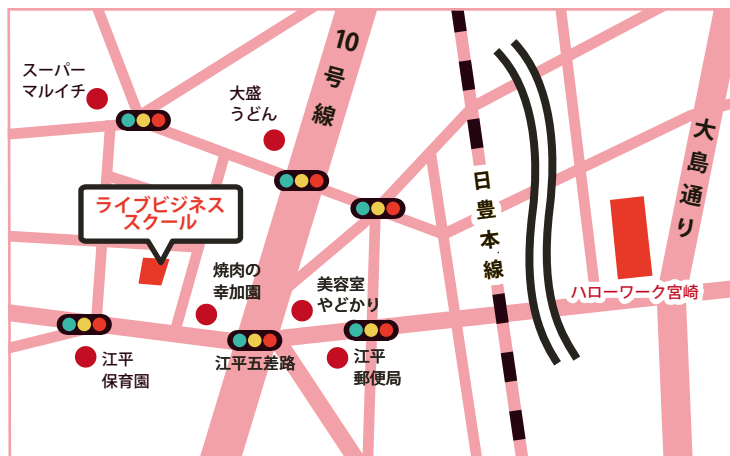 スーパー
マルイチ
大盛
うどん
10号線
日豊本線
大島通り
ライブビジネス
スクール
焼肉の
幸加園
美容室
やどかり
ハローワーク宮崎
江平
保育園
江平五差路
江平
郵便局